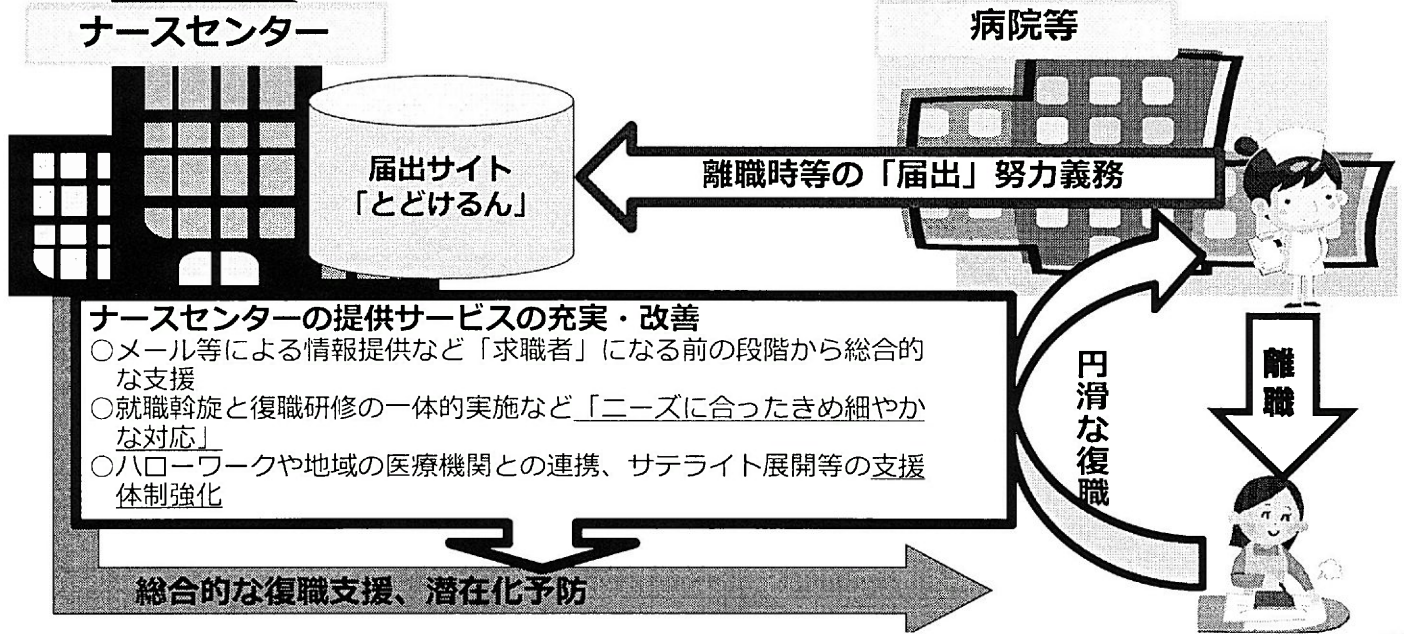 ナースセンター
病院等
届出サイト
「とどけるん」
離職時等の「届出」努力義務
ナースセンターの提供サービスの充実・改善
○メール等による情報提供など「求職者」になる前の段階から総合的
な支援
○就職斡旋と復職研修の一体的実施など「ニーズに合ったきめ細やか
な対応」
○ハローワークや地域の医療機関との連携、サテライト展開等の支援
体制強化
円滑な復職
離職
総合的な復職支援、潜在化予防